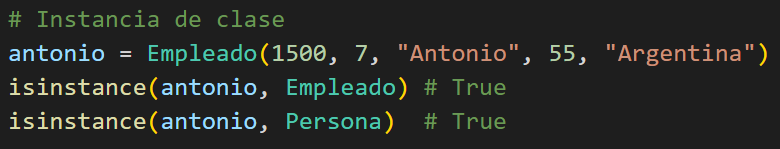 # Instancia de clase
antonio = Empleado(1500, 7, "Antonio", 55, "Argentina")
isinstance(antonio, Empleado) # True
isinstance(antonio, Persona)  # True